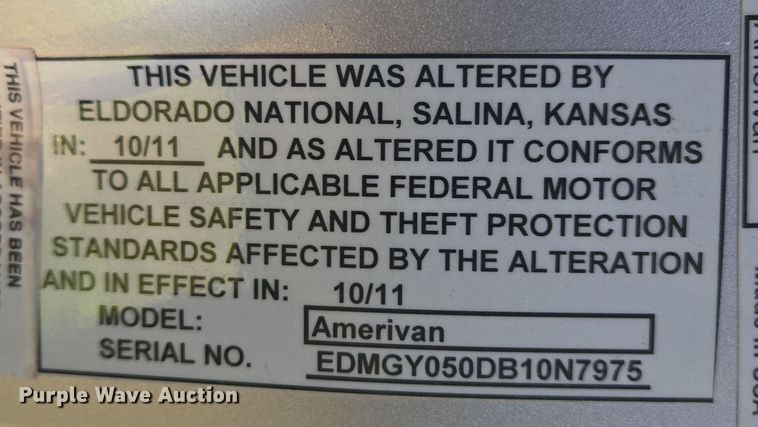 THIS VEHICLE WAS ALTERED BY
ELDORADO NATIONAL, SALINA, KANSAS
IN: 10/11 AND AS ALTERED IT CONFORMS
TO ALL APPLICABLE FEDERAL MOTOR
VEHICLE SAFETY AND THEFT PROTECTION
STANDARDS AFFECTED BY THE ALTERATION
AND IN EFFECT IN: 10/11
MODEL: Amerivan
SERIAL NO. EDMGY050DB10N7975
THIS VEHICLE HAS BEEN
Purple Wave Auction